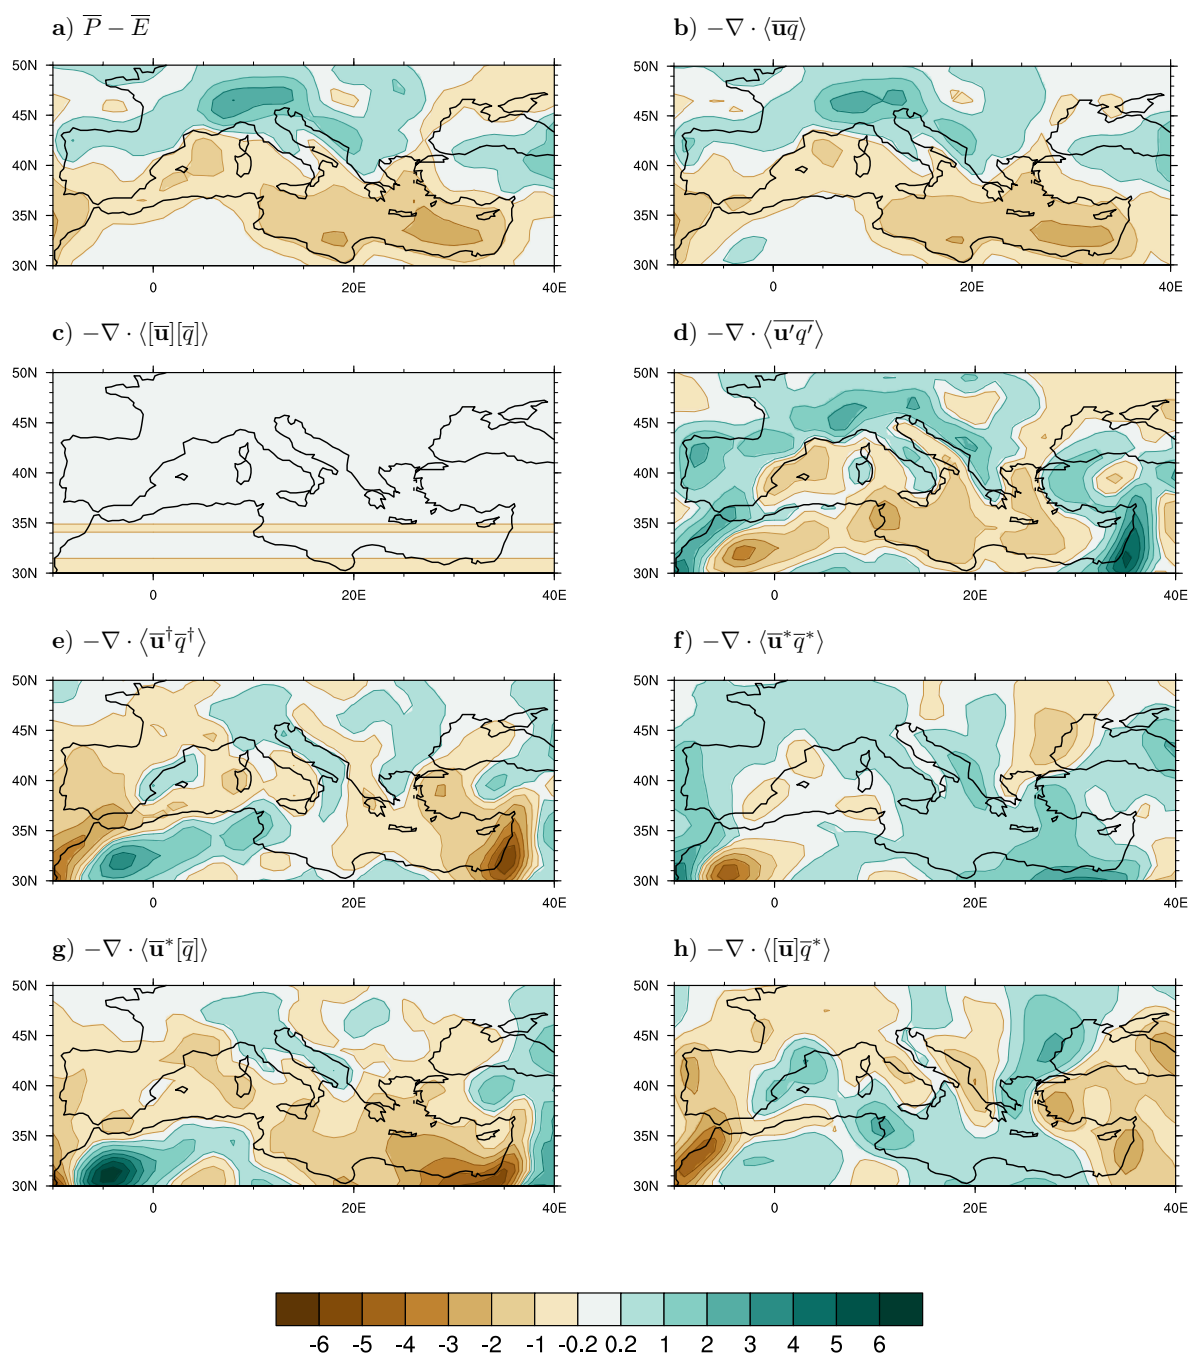 a) P̅ − E̅
b) −∇ · ⟨u̅q̅⟩
50N
45N
40N
35N
30N
0
20E
40E
50N
45N
40N
35N
30N
0
20E
40E
c) −∇ · ⟨[u̅][q̅]⟩
d) −∇ · ⟨u̅′q̅′⟩
50N
45N
40N
35N
30N
0
20E
40E
50N
45N
40N
35N
30N
0
20E
40E
e) −∇ · ⟨u̅†q̅†⟩
f) −∇ · ⟨u̅*q̅*⟩
50N
45N
40N
35N
30N
0
20E
40E
50N
45N
40N
35N
30N
0
20E
40E
g) −∇ · ⟨u̅*[q̅]⟩
h) −∇ · ⟨[u̅]q̅*⟩
50N
45N
40N
35N
30N
0
20E
40E
50N
45N
40N
35N
30N
0
20E
40E
-6 -5 -4 -3 -2 -1 -0.2 0.2 1 2 3 4 5 6